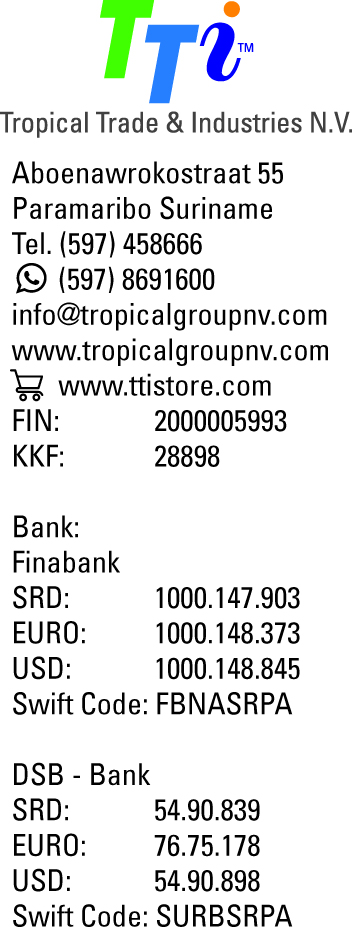 TTi™
Tropical Trade & Industries N.V.
Aboenawrokostraat 55
Paramaribo Suriname
Tel. (597) 458666
(597) 8691600
info@tropicalgroupnv.com
www.tropicalgroupnv.com
www.ttistore.com
FIN: 2000005993
KKF: 28898
Bank:
Finabank
SRD: 1000.147.903
EURO: 1000.148.373
USD: 1000.148.845
Swift Code: FBNASRPA
DSB - Bank
SRD: 54.90.839
EURO: 76.75.178
USD: 54.90.898
Swift Code: SURBSRPA